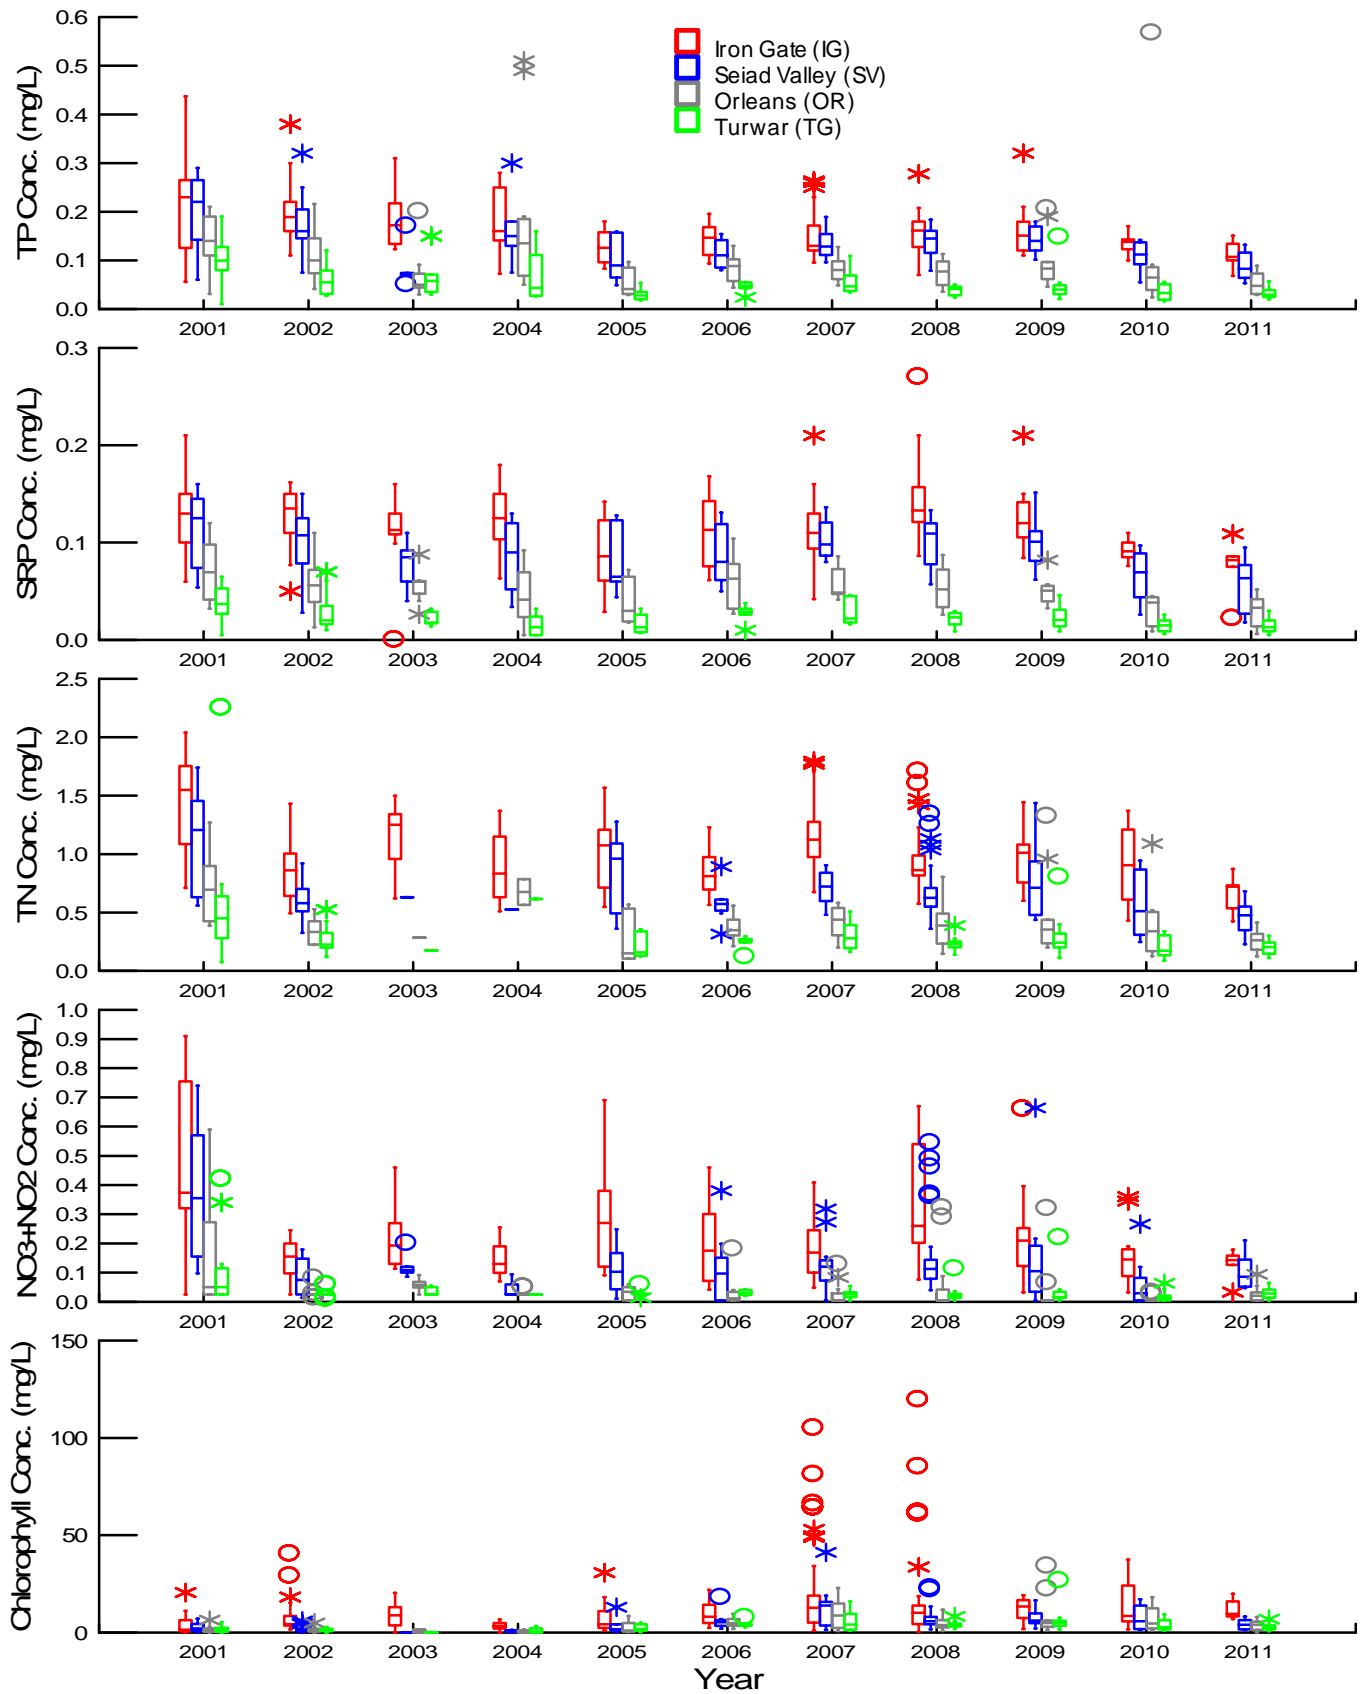 TP Conc. (mg/L)
0.6
0.5
0.4
0.3
0.2
0.1
0.0
Iron Gate (IG)
Seiad Valley (SV)
Orleans (OR)
Turwar (TG)
2001 2002 2003 2004 2005 2006 2007 2008 2009 2010 2011
SRP Conc. (mg/L)
0.3
0.2
0.1
0.0
2001 2002 2003 2004 2005 2006 2007 2008 2009 2010 2011
TN Conc. (mg/L)
2.5
2.0
1.5
1.0
0.5
0.0
2001 2002 2003 2004 2005 2006 2007 2008 2009 2010 2011
NO3+NO2 Conc. (mg/L)
1.0
0.9
0.8
0.7
0.6
0.5
0.4
0.3
0.2
0.1
0.0
2001 2002 2003 2004 2005 2006 2007 2008 2009 2010 2011
Chlorophyll Conc. (mg/L)
150
100
50
0
2001 2002 2003 2004 2005 2006 2007 2008 2009 2010 2011
Year